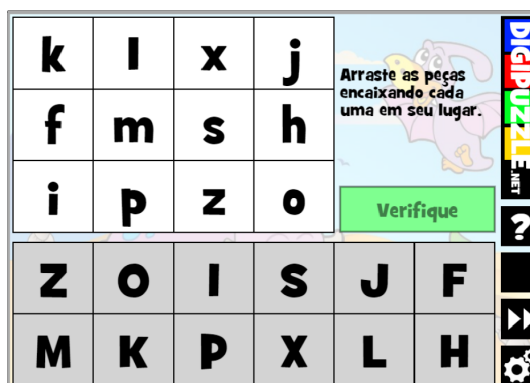 k l x j
Arraste as peças
encaixando cada
uma em seu lugar.
f m s h
i p z o
Verifique
Z O I S J F
M K P X L H
DIGIPUZZLE.NET
?